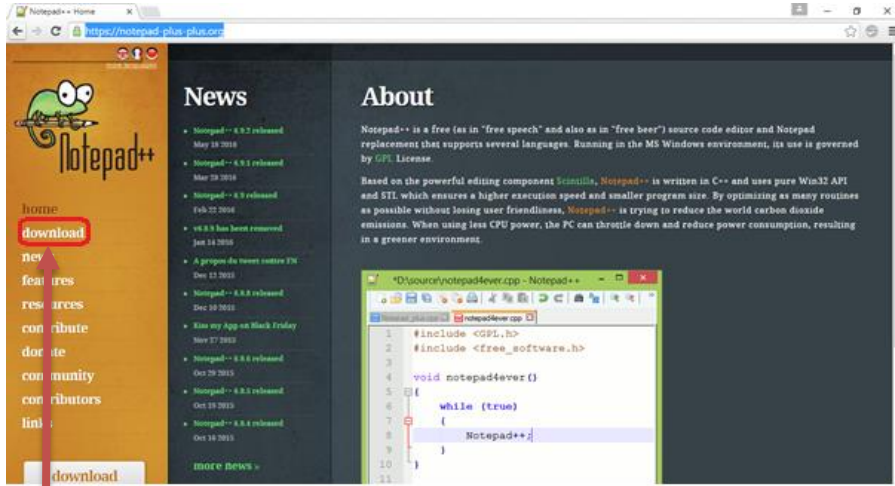 Notepad++ Home
https://notepad-plus-plus.org
Notepad++
home
download
news
features
resources
contribute
donate
community
contributors
links
download
News
Notepad++ 6.9.2 released
May 18 2016
Notepad++ 6.9.1 released
Mar 28 2016
Notepad++ 6.9 released
Feb 22 2016
v6.8.9 has been removed
Jan 14 2016
A propos du tweet contre FN
Dec 13 2015
Notepad++ 6.8.8 released
Dec 10 2015
Kiss my App on Black Friday
Nov 27 2015
Notepad++ 6.8.6 released
Oct 29 2015
Notepad++ 6.8.5 released
Oct 19 2015
Notepad++ 6.8.4 released
Oct 14 2015
more news »
About
Notepad++ is a free (as in "free speech" and also as in "free beer") source code editor and Notepad
replacement that supports several languages. Running in the MS Windows environment, its use is governed
by GPL License.
Based on the powerful editing component Scintilla, Notepad++ is written in C++ and uses pure Win32 API
and STL which ensures a higher execution speed and smaller program size. By optimizing as many routines
as possible without losing user friendliness, Notepad++ is trying to reduce the world carbon dioxide
emissions. When using less CPU power, the PC can throttle down and reduce power consumption, resulting
in a greener environment.
*D:\source\notepad4ever.cpp - Notepad++
notepad4ever.cpp
1 #include <GPL.h>
2 #include <free_software.h>
3
4 void notepad4ever()
5 {
6 while (true)
7 {
8 Notepad++;
9 }
10 }
11